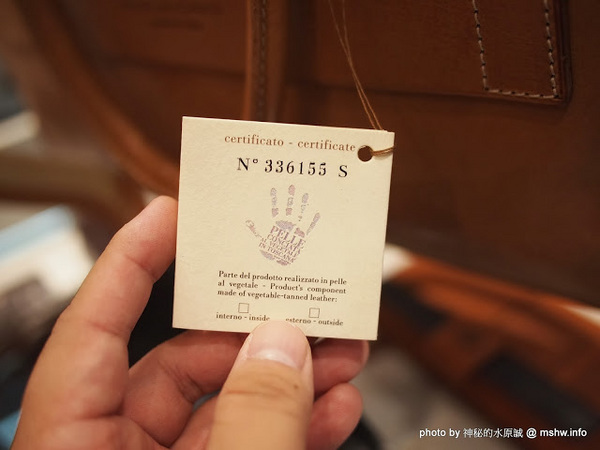 certificato - certificate
N° 336155 S
PELLE
CONCIATA
AL VEGETALE
IN TOSCANA
Parte del prodotto realizzato in pelle
al vegetale - Product's component
made of vegetable-tanned leather:
interno - inside esterno - outside
photo by 神秘的水原誠 @ mshw.info